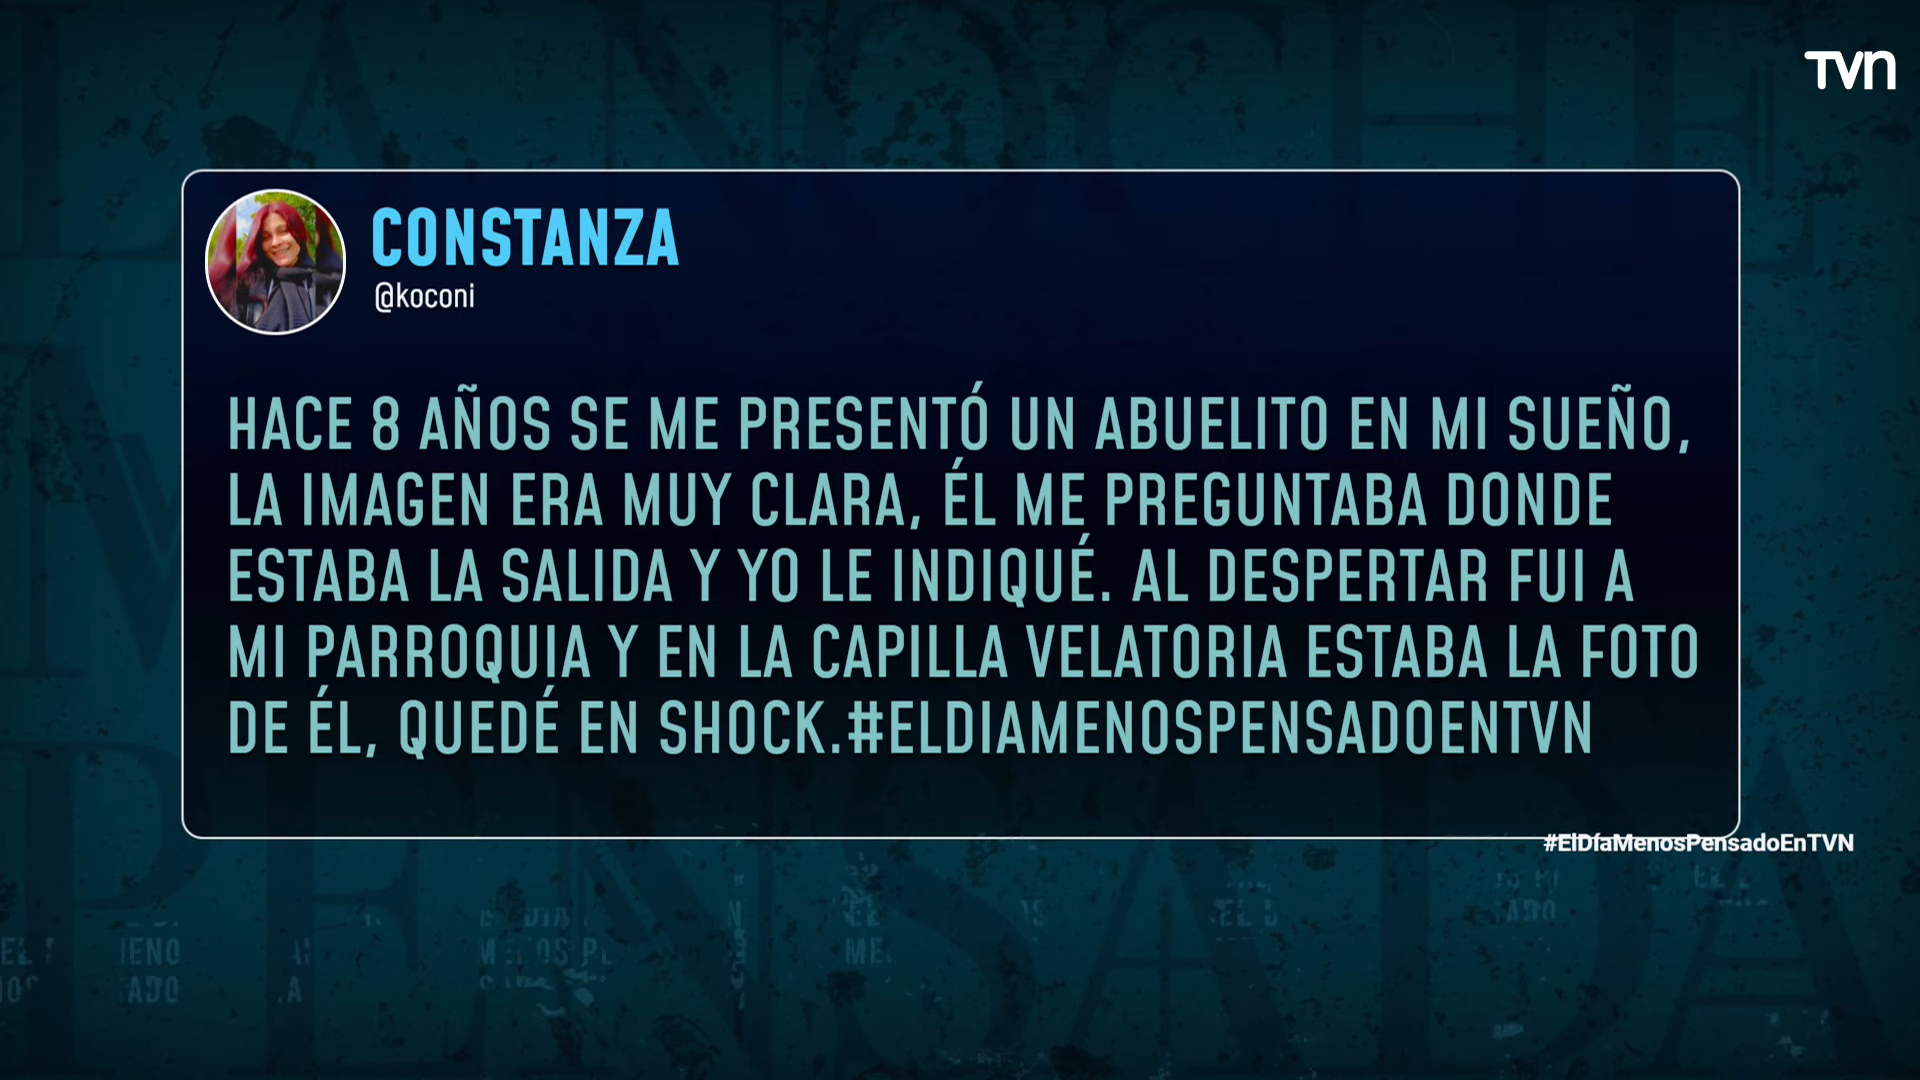 TVN
CONSTANZA
@koconi
HACE 8 AÑOS SE ME PRESENTÓ UN ABUELITO EN MI SUEÑO,
LA IMAGEN ERA MUY CLARA, ÉL ME PREGUNTABA DONDE
ESTABA LA SALIDA Y YO LE INDIQUÉ. AL DESPERTAR FUI A
MI PARROQUIA Y EN LA CAPILLA VELATORIA ESTABA LA FOTO
DE ÉL, QUEDÉ EN SHOCK.#ELDIAMENOSPENSADOENTVN
#ElDíaMenosPensadoEnTVN